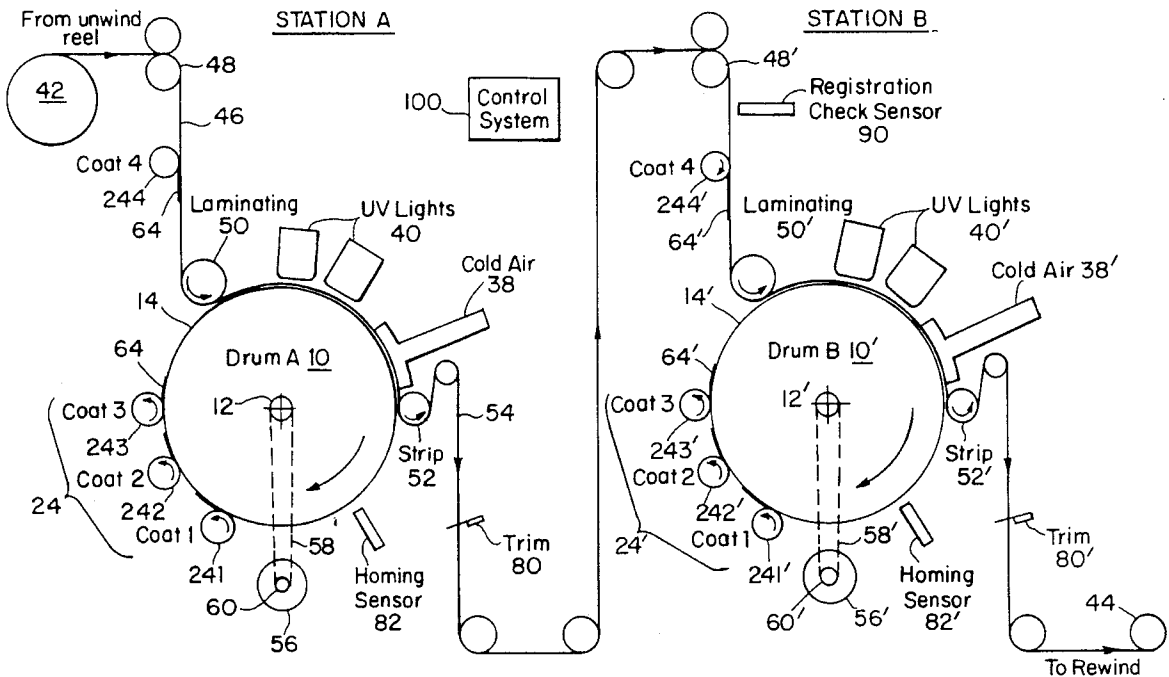 From unwind
reel
STATION A
STATION B
42
48
48'
46
100
Control
System
Registration
Check Sensor
90
Coat 4
244
64
Laminating
50
UV Lights
40
Cold Air
38
Coat 4
244'
64'
Laminating
50'
UV Lights
40'
Cold Air 38'
14
14'
64
64'
Drum A 10
Drum B 10'
12
12'
Coat 3
243
Coat 2
242
24
Coat 1
241
Strip
52
54
Coat 3
243'
Coat 2
242'
24'
Coat 1
241'
Strip
52'
58
60
56
Homing
Sensor
82
Trim
80
58'
60'
56'
Homing
Sensor
82'
Trim
80'
44
To Rewind